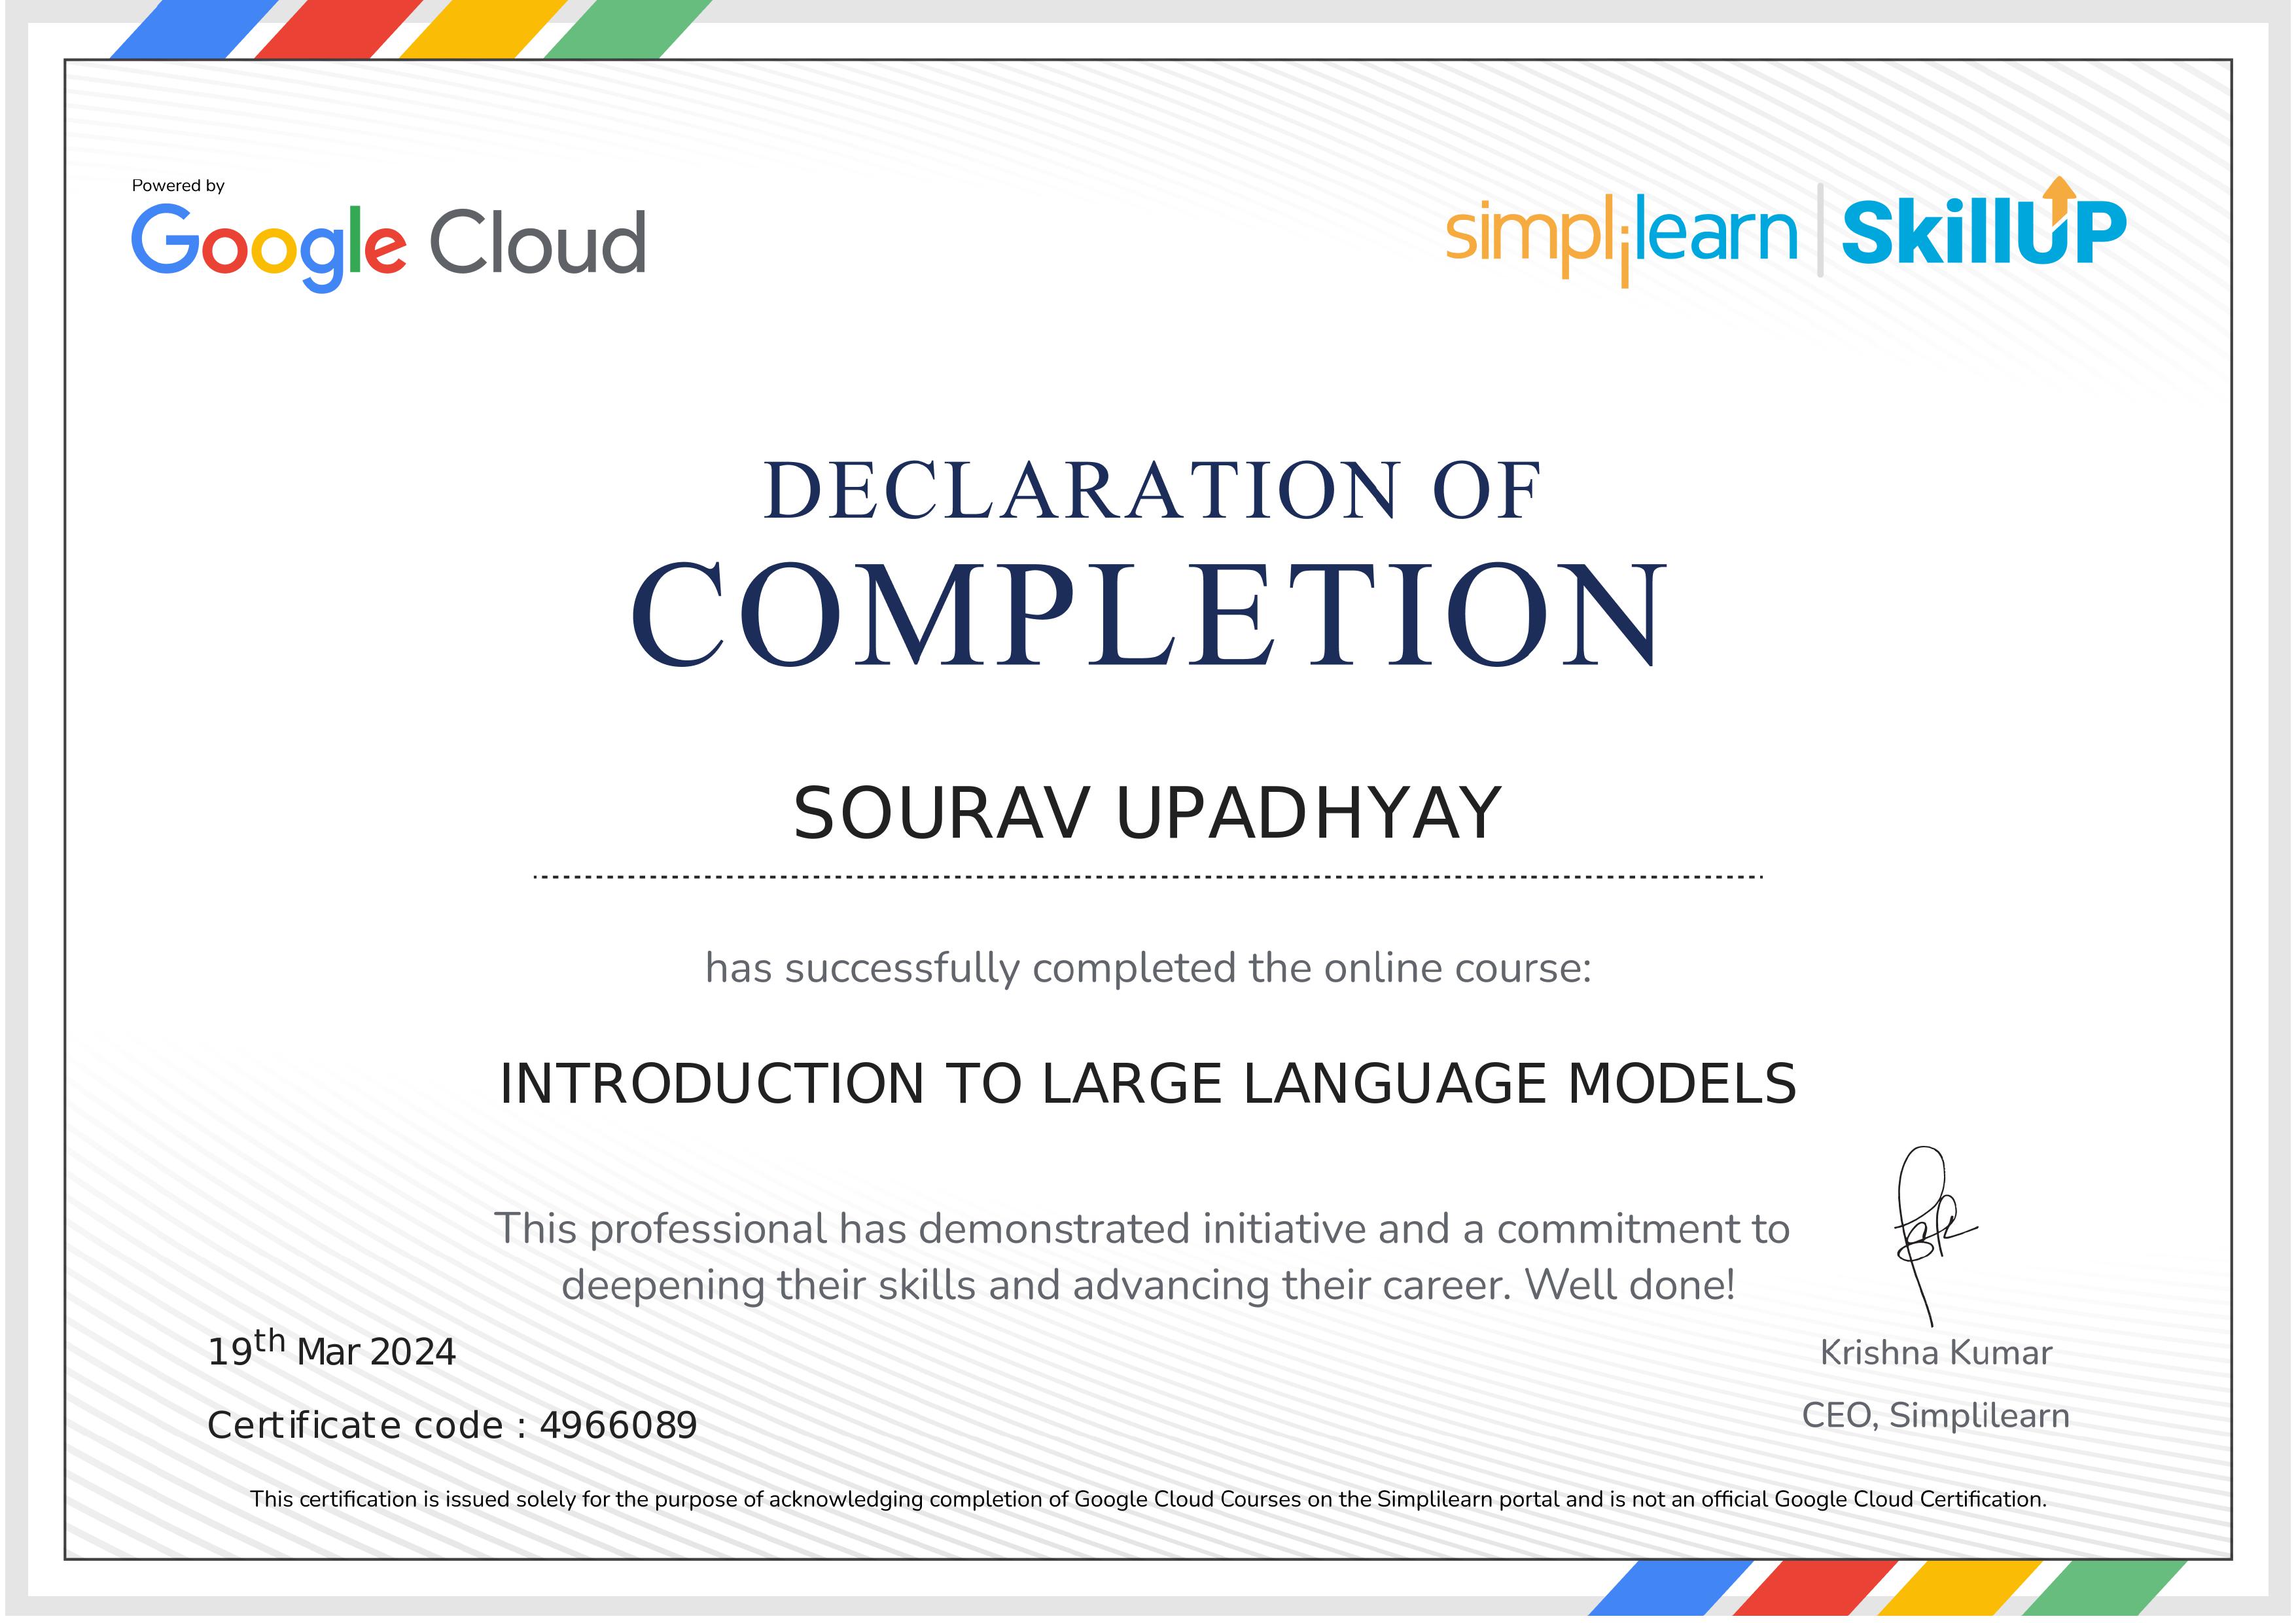 Powered by
Google Cloud
simplilearn | SkillUP
DECLARATION OF
COMPLETION
SOURAV UPADHYAY
has successfully completed the online course:
INTRODUCTION TO LARGE LANGUAGE MODELS
This professional has demonstrated initiative and a commitment to
deepening their skills and advancing their career. Well done!
19th Mar 2024
Krishna Kumar
Certificate code : 4966089
CEO, Simplilearn
This certification is issued solely for the purpose of acknowledging completion of Google Cloud Courses on the Simplilearn portal and is not an official Google Cloud Certification.